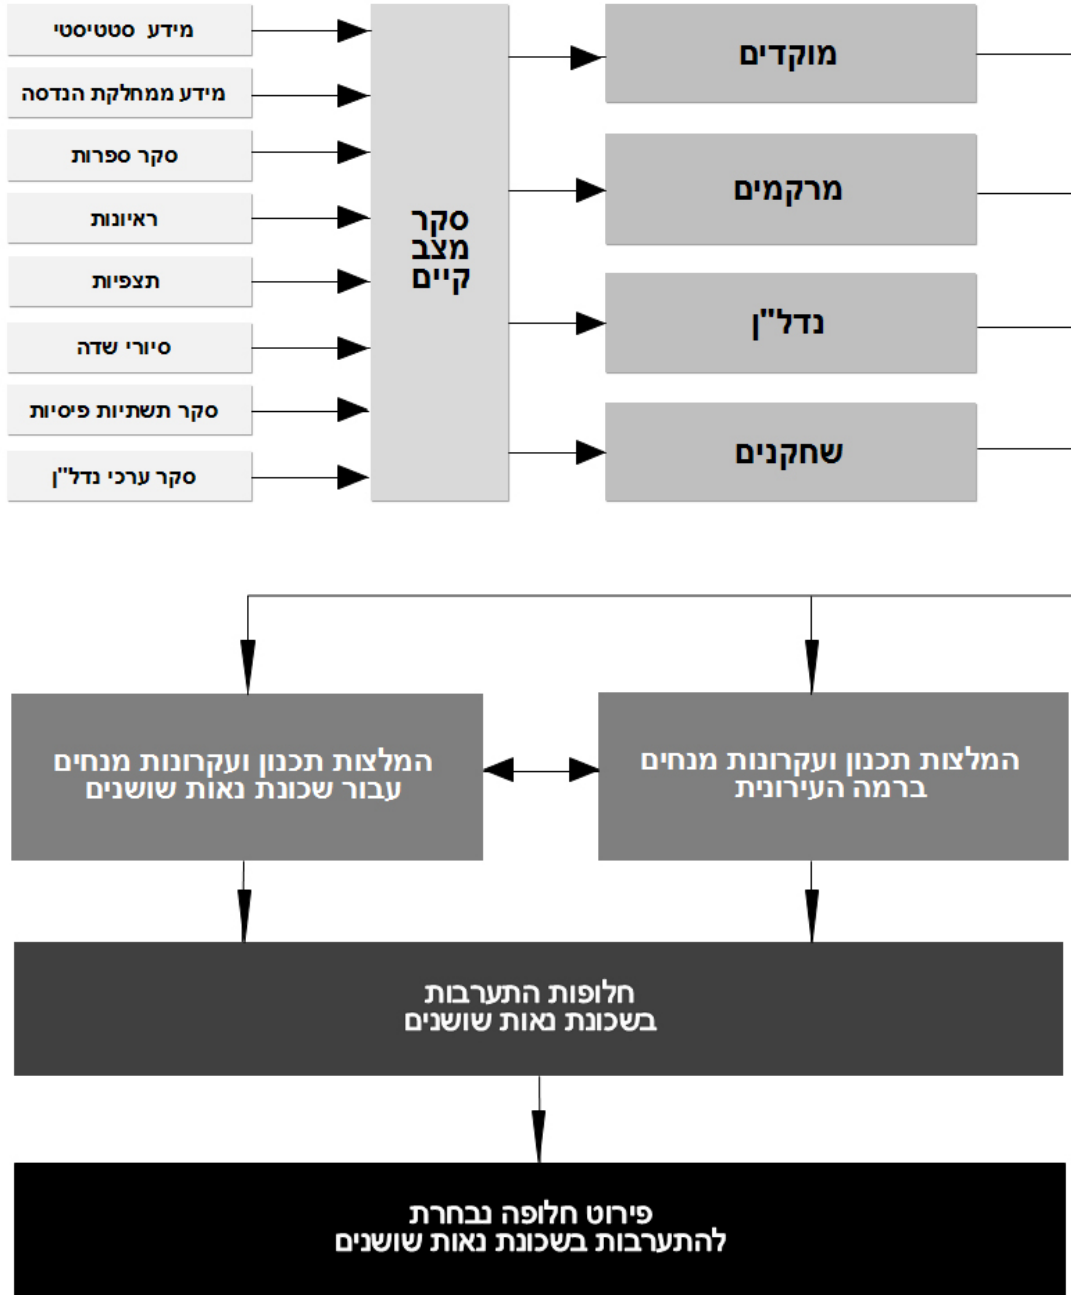 מידע סטטיסטי
מידע ממחלקת הנדסה
סקר ספרות
ראיונות
תצפיות
סיורי שדה
סקר תשתיות פיסיות
סקר ערכי נדל"ן
סקר
מצב
קיים
מוקדים
מרקמים
נדל"ן
שחקנים
המלצות תכנון ועקרונות מנחים
ברמה העירונית
המלצות תכנון ועקרונות מנחים
עבור שכונת נאות שושנים
חלופות התערבות
בשכונת נאות שושנים
פירוט חלופה נבחרת
להתערבות בשכונת נאות שושנים